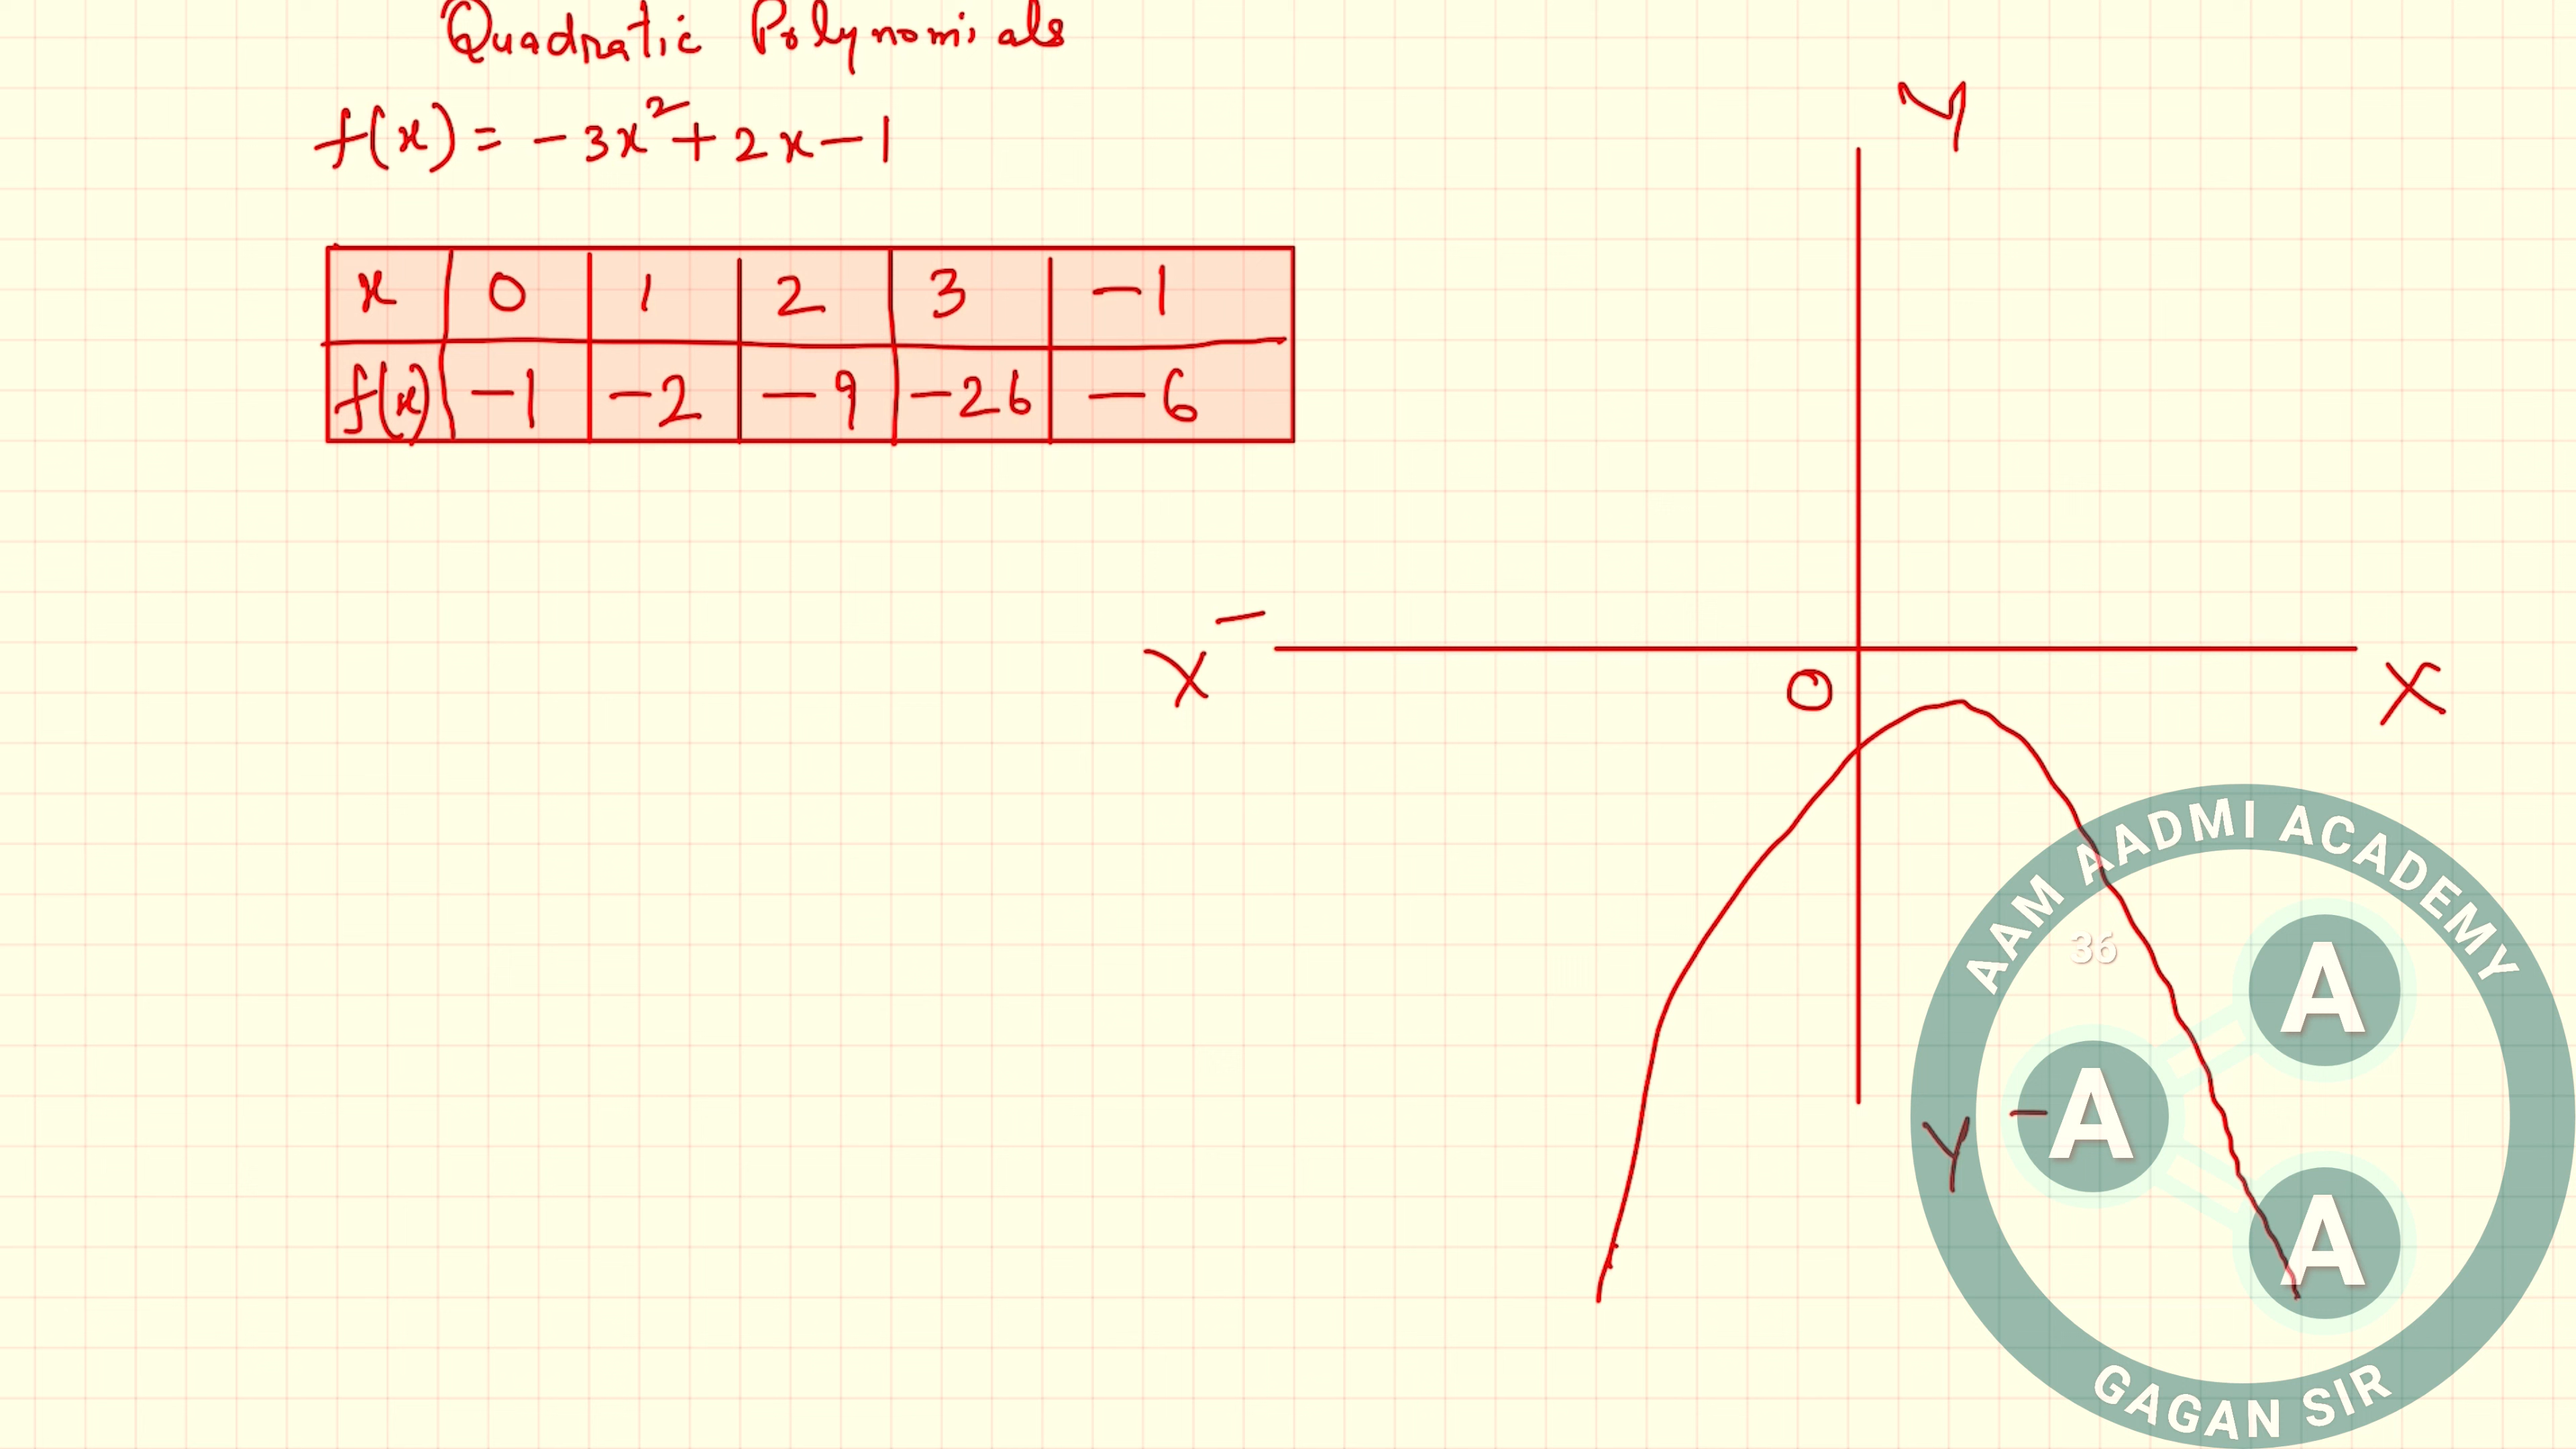 Quadratic Polynomials
f(x) = -3x²+2x-1
x 0 1 2 3 -1
f(x) -1 -2 -9 -26 -6
Y
X⁻ X
O
Y⁻
AAM AADMI ACADEMY
36
A
A
A
GAGAN SIR